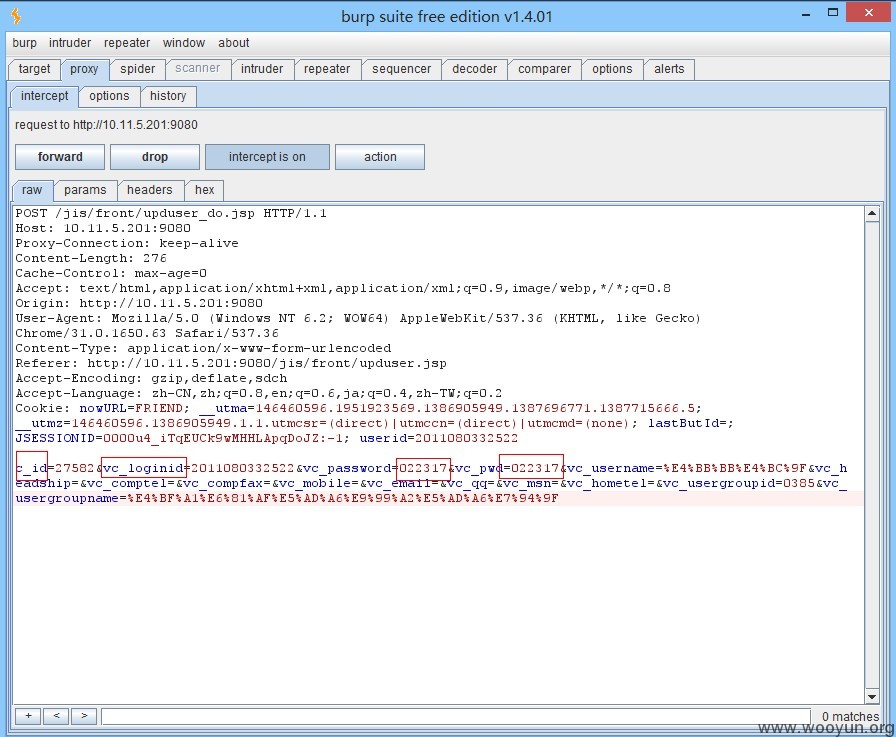 burp suite free edition v1.4.01
burp intruder repeater window about
target proxy spider scanner intruder repeater sequencer decoder comparer options alerts
intercept options history
request to http://10.11.5.201:9080
forward drop intercept is on action
raw params headers hex
POST /jis/front/upduser_do.jsp HTTP/1.1
Host: 10.11.5.201:9080
Proxy-Connection: keep-alive
Content-Length: 276
Cache-Control: max-age=0
Accept: text/html,application/xhtml+xml,application/xml;q=0.9,image/webp,*/*;q=0.8
Origin: http://10.11.5.201:9080
User-Agent: Mozilla/5.0 (Windows NT 6.2; WOW64) AppleWebKit/537.36 (KHTML, like Gecko)
Chrome/31.0.1650.63 Safari/537.36
Content-Type: application/x-www-form-urlencoded
Referer: http://10.11.5.201:9080/jis/front/upduser.jsp
Accept-Encoding: gzip,deflate,sdch
Accept-Language: zh-CN,zh;q=0.8,en;q=0.6,ja;q=0.4,zh-TW;q=0.2
Cookie: nowURL=FRIEND; __utma=146460596.1951923569.1386905949.1387696771.1387715666.5;
__utmz=146460596.1386905949.1.1.utmcsr=(direct)|utmccn=(direct)|utmcmd=(none); lastButId=;
JSESSIONID=0000u4_iTqEUCk9wMHHLApqDoJZ:-1; userid=2011080332522
c_id=27582&vc_loginid=2011080332522&vc_password=022317&vc_pwd=022317&vc_username=%E4%BB%BB%E4%BC%9F&vc_h
eadship=&vc_comptel=&vc_compfax=&vc_mobile=&vc_email=&vc_qq=&vc_msn=&vc_hometel=&vc_usergroupid=0385&vc_
usergroupname=%E4%BF%A1%E6%81%AF%E5%AD%A6%E9%99%A2%E5%AD%A6%E7%94%9F
+ < > 0 matches
www.wooyun.org